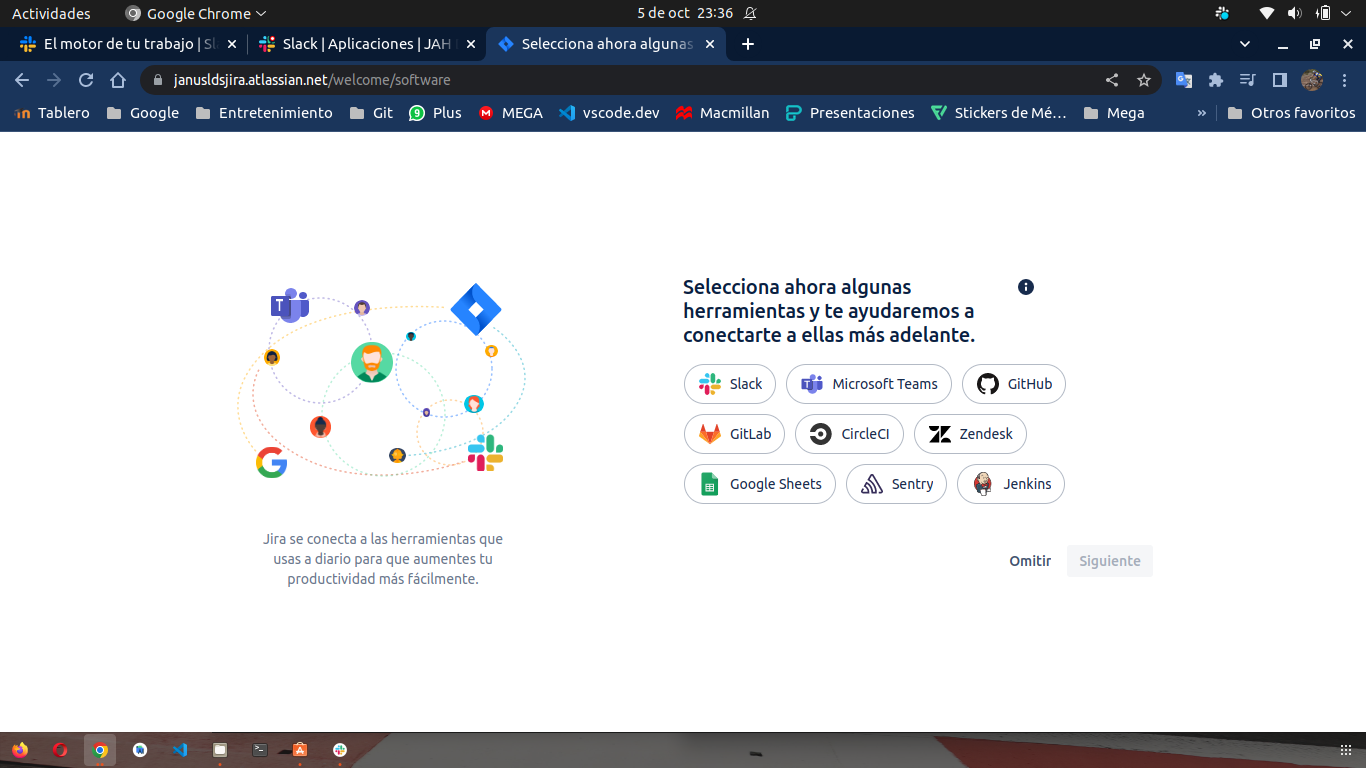 Actividades
Google Chrome
5 de oct 23:36
El motor de tu trabajo | Sl
Slack | Aplicaciones | JAH
Selecciona ahora algunas
janusldsjira.atlassian.net/welcome/software
Tablero
Google
Entretenimiento
Git
Plus
MEGA
vscode.dev
Macmillan
Presentaciones
Stickers de Mé…
Mega
»
Otros favoritos
Selecciona ahora algunas
herramientas y te ayudaremos a
conectarte a ellas más adelante.
Slack
Microsoft Teams
GitHub
GitLab
CircleCI
Zendesk
Google Sheets
Sentry
Jenkins
Jira se conecta a las herramientas que
usas a diario para que aumentes tu
productividad más fácilmente.
Omitir
Siguiente